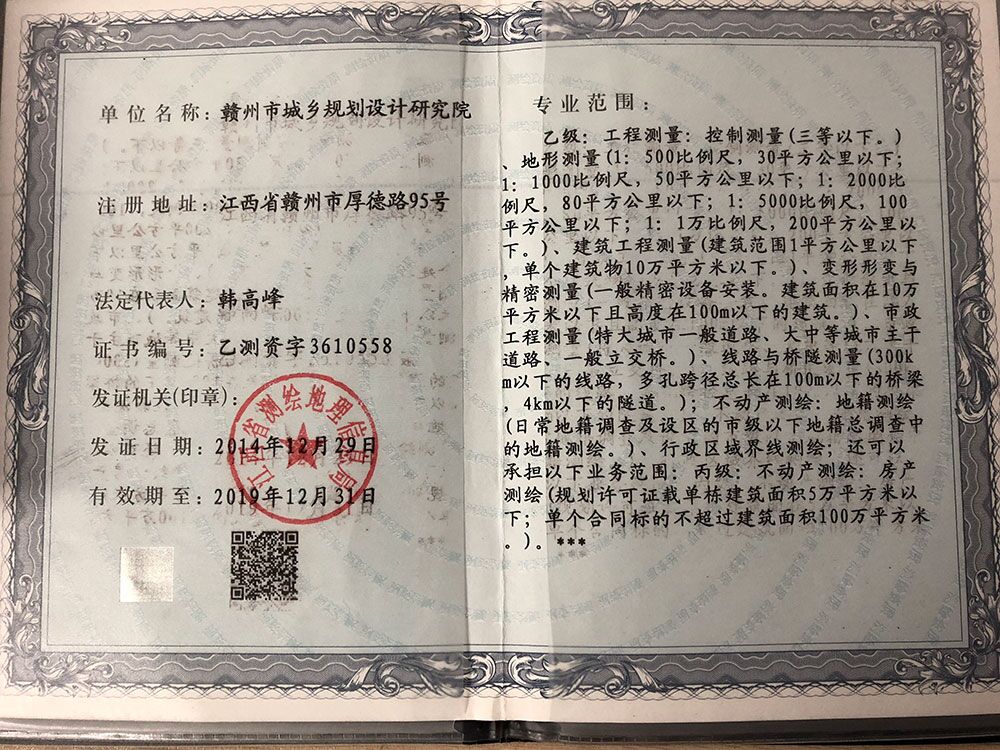 单位名称：赣州市城乡规划设计研究院
注册地址：江西省赣州市厚德路95号
法定代表人：韩高峰
证书编号：乙测资字3610558
发证机关(印章)：
江西省测绘地理信息局
发证日期：2014年12月29日
有效期至：2019年12月31日
专业范围：
乙级：工程测量：控制测量(三等以下。)
、地形测量(1：500比例尺，30平方公里以下；
1：1000比例尺，50平方公里以下；1：2000比
例尺，80平方公里以下；1：5000比例尺，100
平方公里以下；1：1万比例尺，200平方公里以
下。)、建筑工程测量(建筑范围1平方公里以下
，单个建筑物10万平方米以下。)、变形形变与
精密测量(一般精密设备安装。建筑面积在10万
平方米以下且高度在100m以下的建筑。)、市政
工程测量(特大城市一般道路、大中等城市主干
道路、一般立交桥。)、线路与桥隧测量(300k
m以下的线路，多孔跨径总长在100m以下的桥梁
，4km以下的隧道。)；不动产测绘：地籍测绘
(日常地籍调查及设区的市级以下地籍总调查中
的地籍测绘。)、行政区域界线测绘；还可以
承担以下业务范围：丙级：不动产测绘：房产
测绘(规划许可证载单栋建筑面积5万平方米以
下；单个合同标的不超过建筑面积100万平方米
。)。***